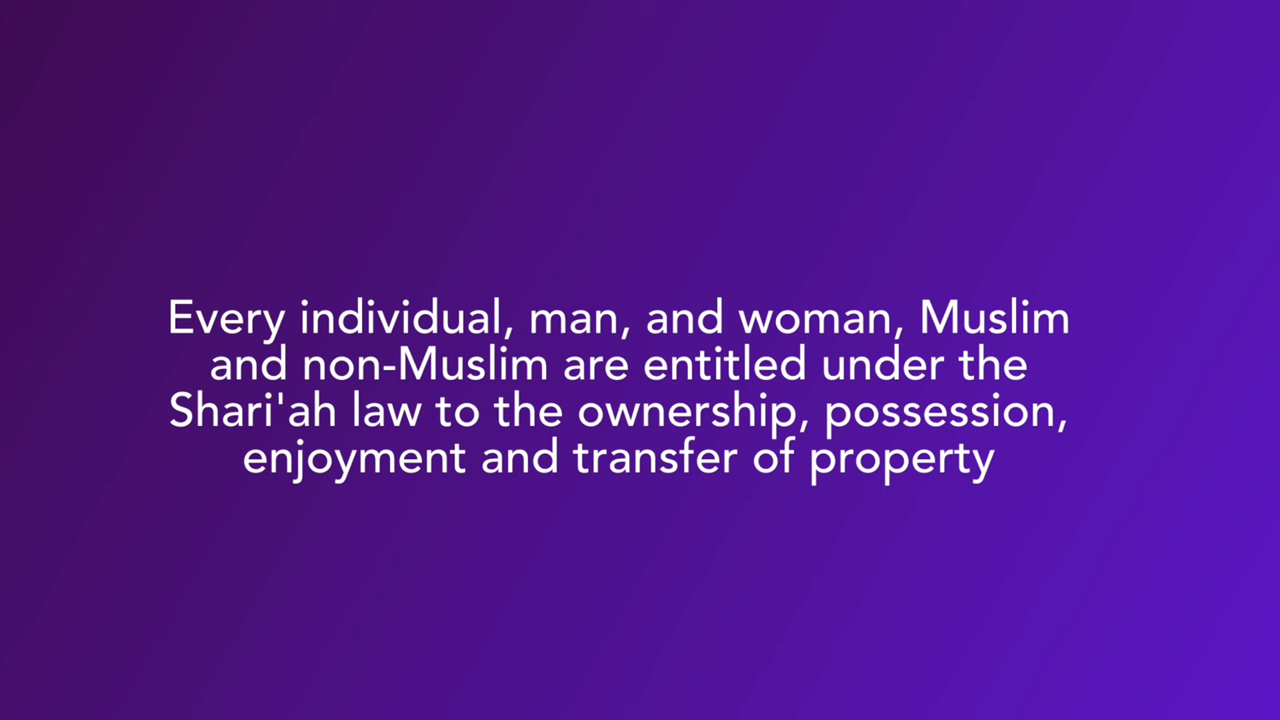 Every individual, man, and woman, Muslim
and non-Muslim are entitled under the
Shari'ah law to the ownership, possession,
enjoyment and transfer of property